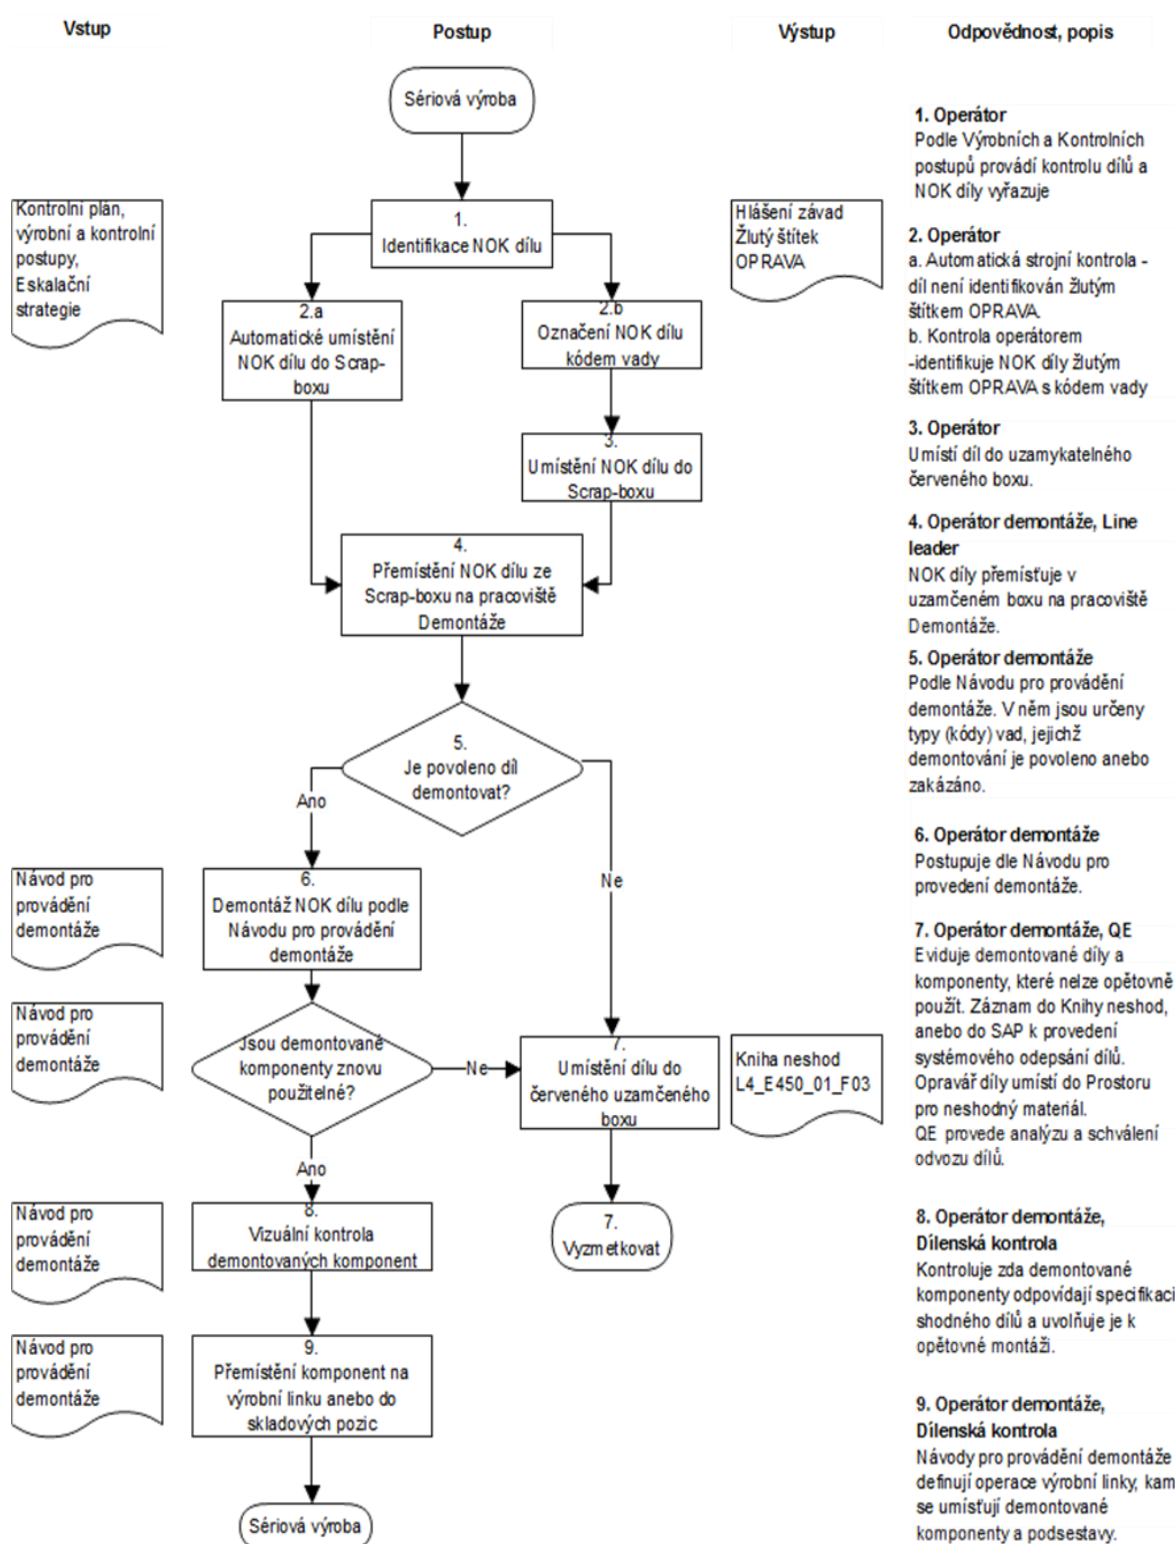 Vstup
Postup
Výstup
Odpovědnost, popis
Sériová výroba
Kontrolní plán,
výrobní a kontrolní
postupy,
Eskalační
strategie
1.
Identifikace NOK dílu
Hlášení závad
Žlutý štítek
OPRAVA
2.a
Automatické umístění
NOK dílu do Scrap-
boxu
2.b
Označení NOK dílu
kódem vady
3.
Umístění NOK dílu do
Scrap-boxu
4.
Přemístění NOK dílu ze
Scrap-boxu na pracoviště
Demontáže
5.
Je povoleno díl
demontovat?
Ano
Ne
Návod pro
provádění
demontáže
6.
Demontáž NOK dílu podle
Návodu pro provádění
demontáže
Návod pro
provádění
demontáže
Jsou demontované
komponenty znovu
použitelné?
Ne
7.
Umístění dílu do
červeného uzamčeného
boxu
Kniha neshod
L4_E450_01_F03
Ano
Návod pro
provádění
demontáže
8.
Vizuální kontrola
demontovaných komponent
7.
Vyzmetkovat
Návod pro
provádění
demontáže
9.
Přemístění komponent na
výrobní linku anebo do
skladových pozic
Sériová výroba
1. Operátor
Podle Výrobních a Kontrolních
postupů provádí kontrolu dílů a
NOK díly vyřazuje
2. Operátor
a. Automatická strojní kontrola -
díl není identifikován žlutým
štítkem OPRAVA.
b. Kontrola operátorem
-identifikuje NOK díly žlutým
štítkem OPRAVA s kódem vady
3. Operátor
Umístí díl do uzamykatelného
červeného boxu.
4. Operátor demontáže, Line
leader
NOK díly přemísťuje v
uzamčeném boxu na pracoviště
Demontáže.
5. Operátor demontáže
Podle Návodu pro provádění
demontáže. V něm jsou určeny
typy (kódy) vad, jejichž
demontování je povoleno anebo
zakázáno.
6. Operátor demontáže
Postupuje dle Návodu pro
provedení demontáže.
7. Operátor demontáže, QE
Eviduje demontované díly a
komponenty, které nelze opětovně
použít. Záznam do Knihy neshod,
anebo do SAP k provedení
systémového odepsání dílů.
Opravář díly umístí do Prostoru
pro neshodný materiál.
QE provede analýzu a schválení
odvozu dílů.
8. Operátor demontáže,
Dílenská kontrola
Kontroluje zda demontované
komponenty odpovídají specifikaci
shodného dílů a uvolňuje je k
opětovné montáži.
9. Operátor demontáže,
Dílenská kontrola
Návody pro provádění demontáže
definují operace výrobní linky, kam
se umísťují demontované
komponenty a podsestavy.